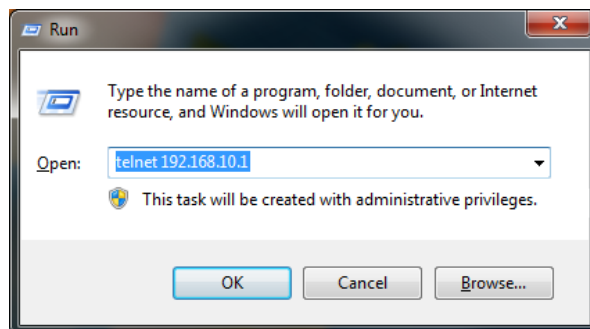 Run
Type the name of a program, folder, document, or Internet
resource, and Windows will open it for you.
Open:
telnet 192.168.10.1
This task will be created with administrative privileges.
OK
Cancel
Browse...